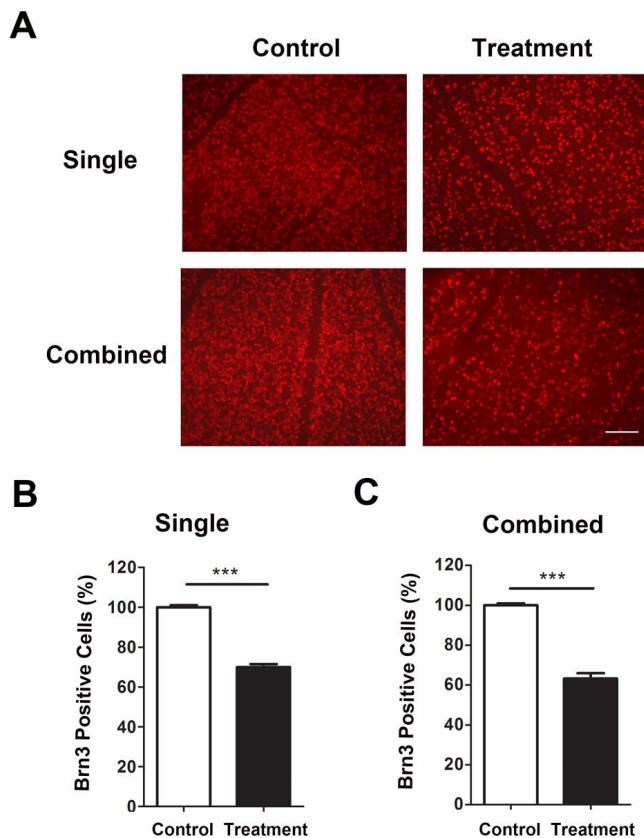 A
Control
Treatment
Single
Combined
B
Single
***
Brn3 Positive Cells (%)
120
100
80
60
40
20
0
Control
Treatment
C
Combined
***
Brn3 Positive Cells (%)
120
100
80
60
40
20
0
Control
Treatment